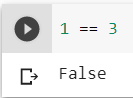 1 == 3
False